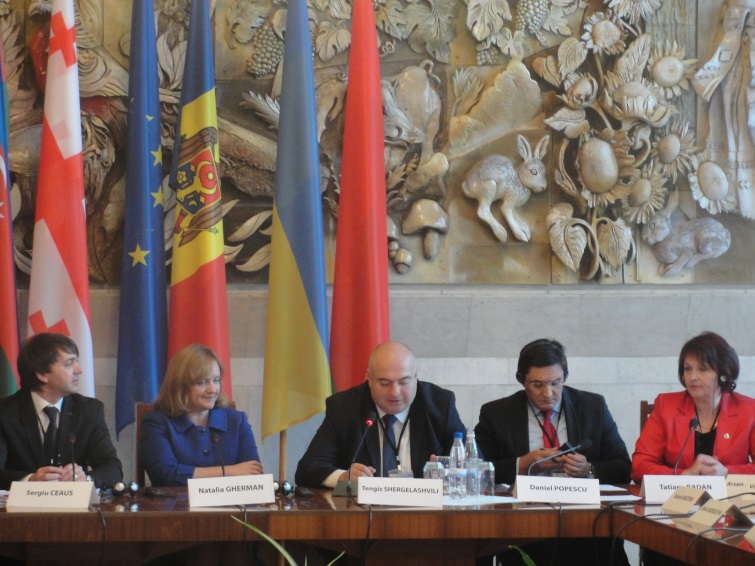 Sergiu CEAUS
Natalia GHERMAN
Tengiz SHERGELASHVILI
Daniel POPESCU
Tatiana BADAN